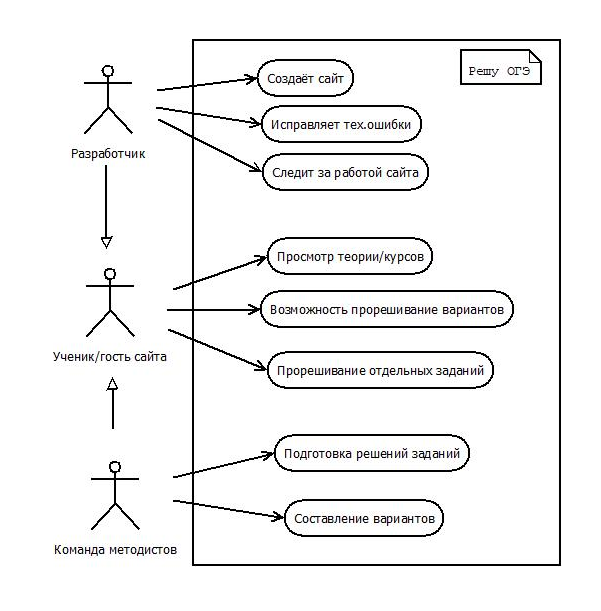 Решу ОГЭ
Создаёт сайт
Исправляет тех.ошибки
Разработчик
Следит за работой сайта
Просмотр теории/курсов
Возможность прорешивание вариантов
Ученик/гость сайта
Прорешивание отдельных заданий
Подготовка решений заданий
Составление вариантов
Команда методистов